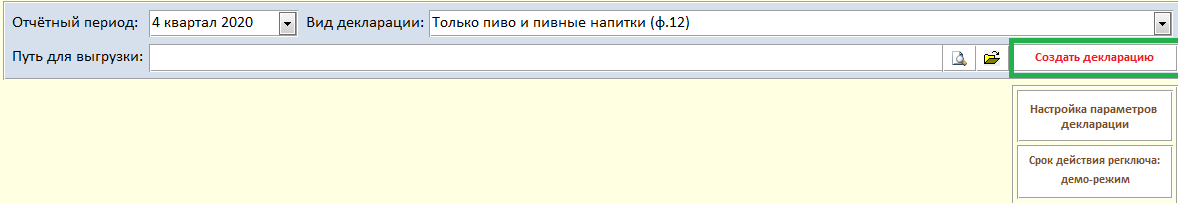 Отчётный период: 4 квартал 2020 Вид декларации: Только пиво и пивные напитки (ф.12)
Путь для выгрузки: Создать декларацию
Настройка параметров
декларации
Срок действия регключа:
демо-режим